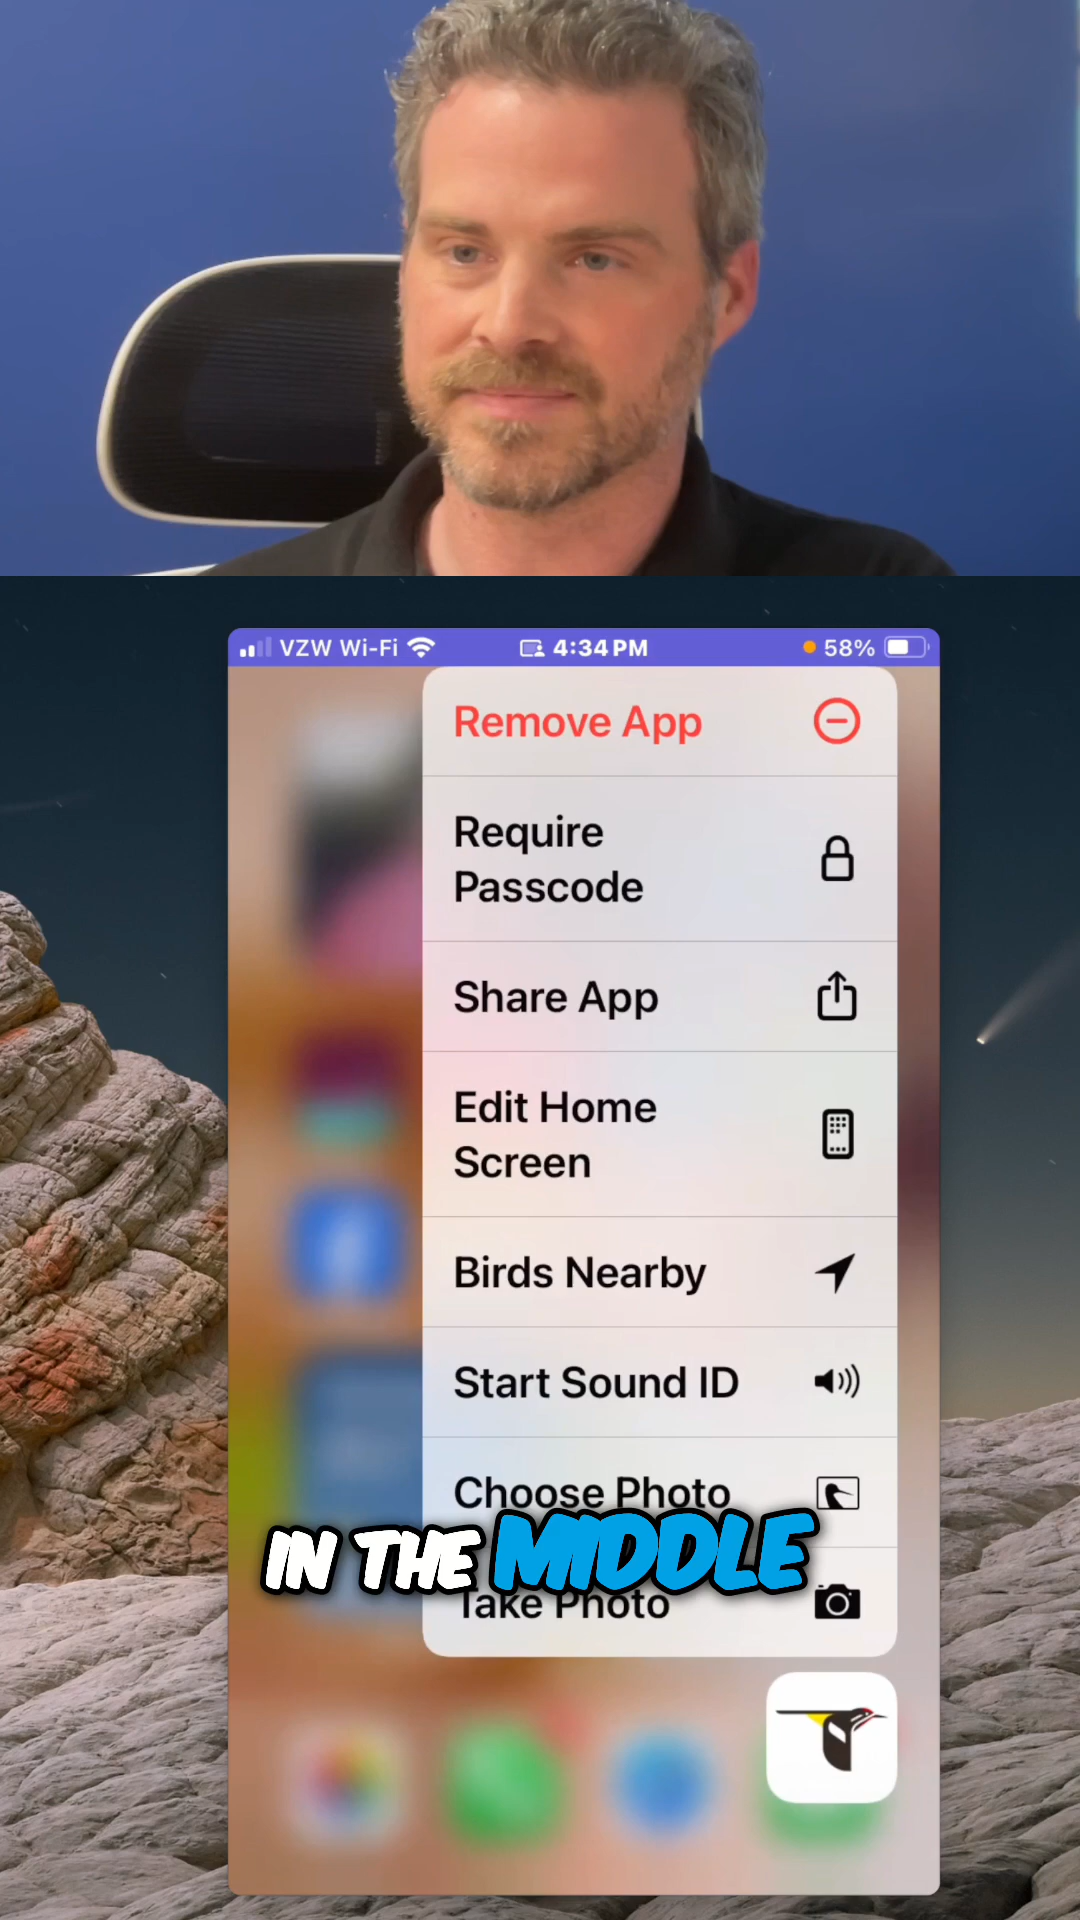 VZW Wi-Fi 4:34 PM 58%
Remove App
Require
Passcode
Share App
Edit Home
Screen
Birds Nearby
Start Sound ID
Choose Photo
IN THE MIDDLE
Take Photo